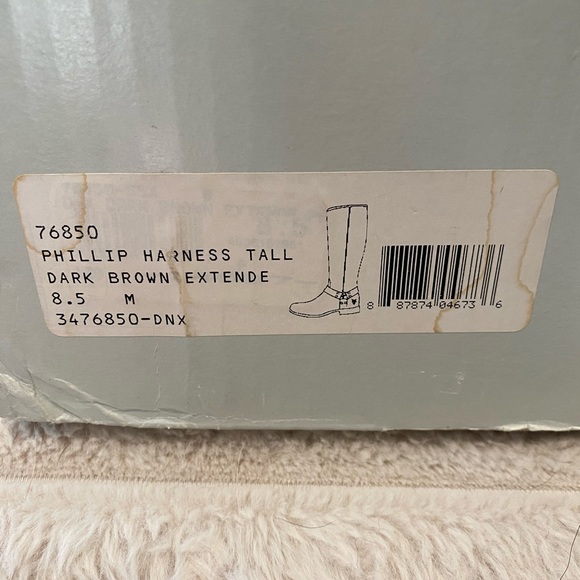 76850
PHILLIP HARNESS TALL
DARK BROWN EXTENDE
8.5 M
3476850-DNX
8 87874 04673 6